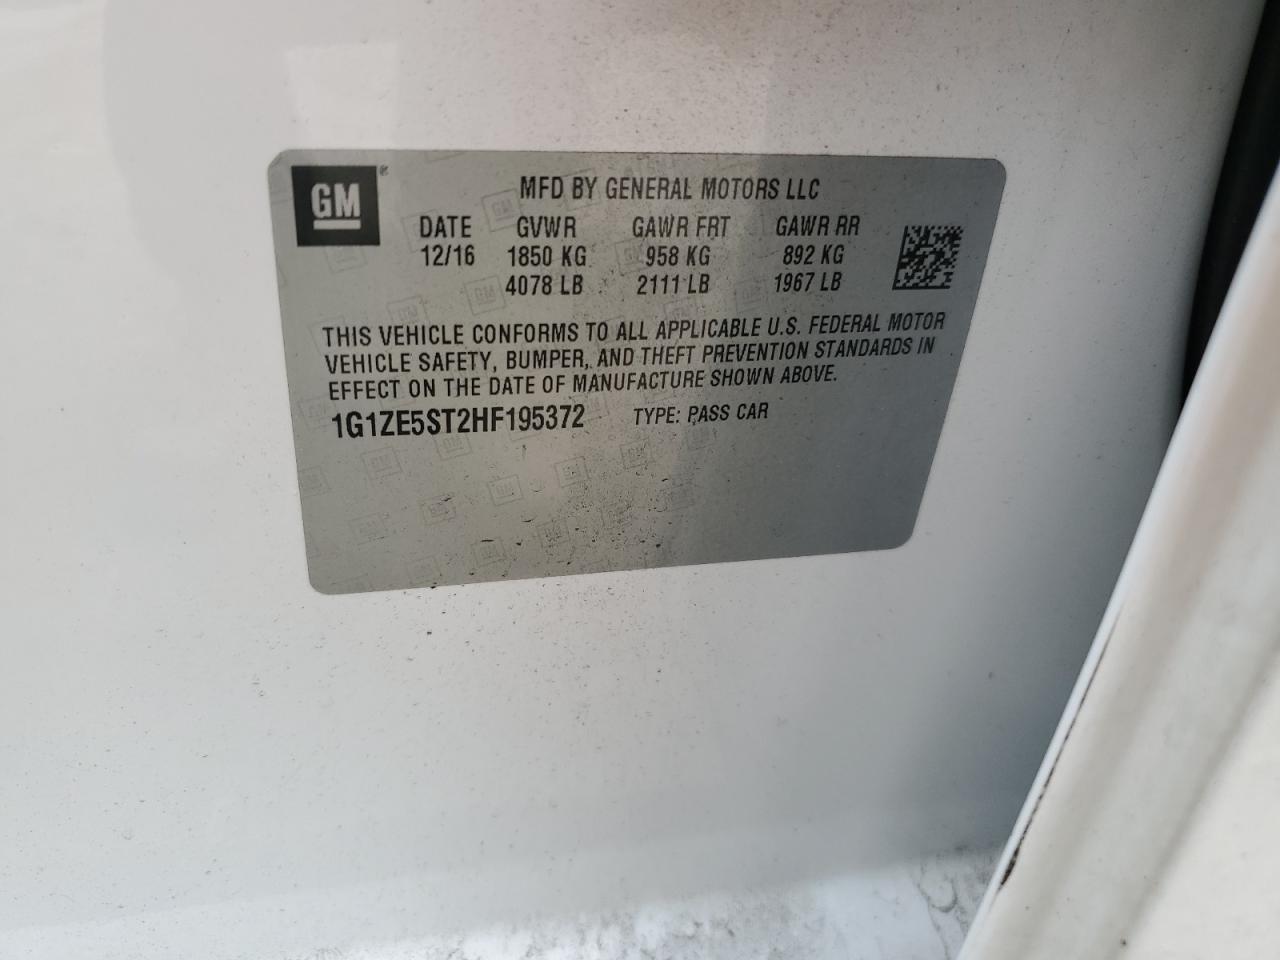 GM®
MFD BY GENERAL MOTORS LLC
DATE GVWR GAWR FRT GAWR RR
12/16 1850 KG 958 KG 892 KG
4078 LB 2111 LB 1967 LB
THIS VEHICLE CONFORMS TO ALL APPLICABLE U.S. FEDERAL MOTOR
VEHICLE SAFETY, BUMPER, AND THEFT PREVENTION STANDARDS IN
EFFECT ON THE DATE OF MANUFACTURE SHOWN ABOVE.
1G1ZE5ST2HF195372 TYPE: PASS CAR